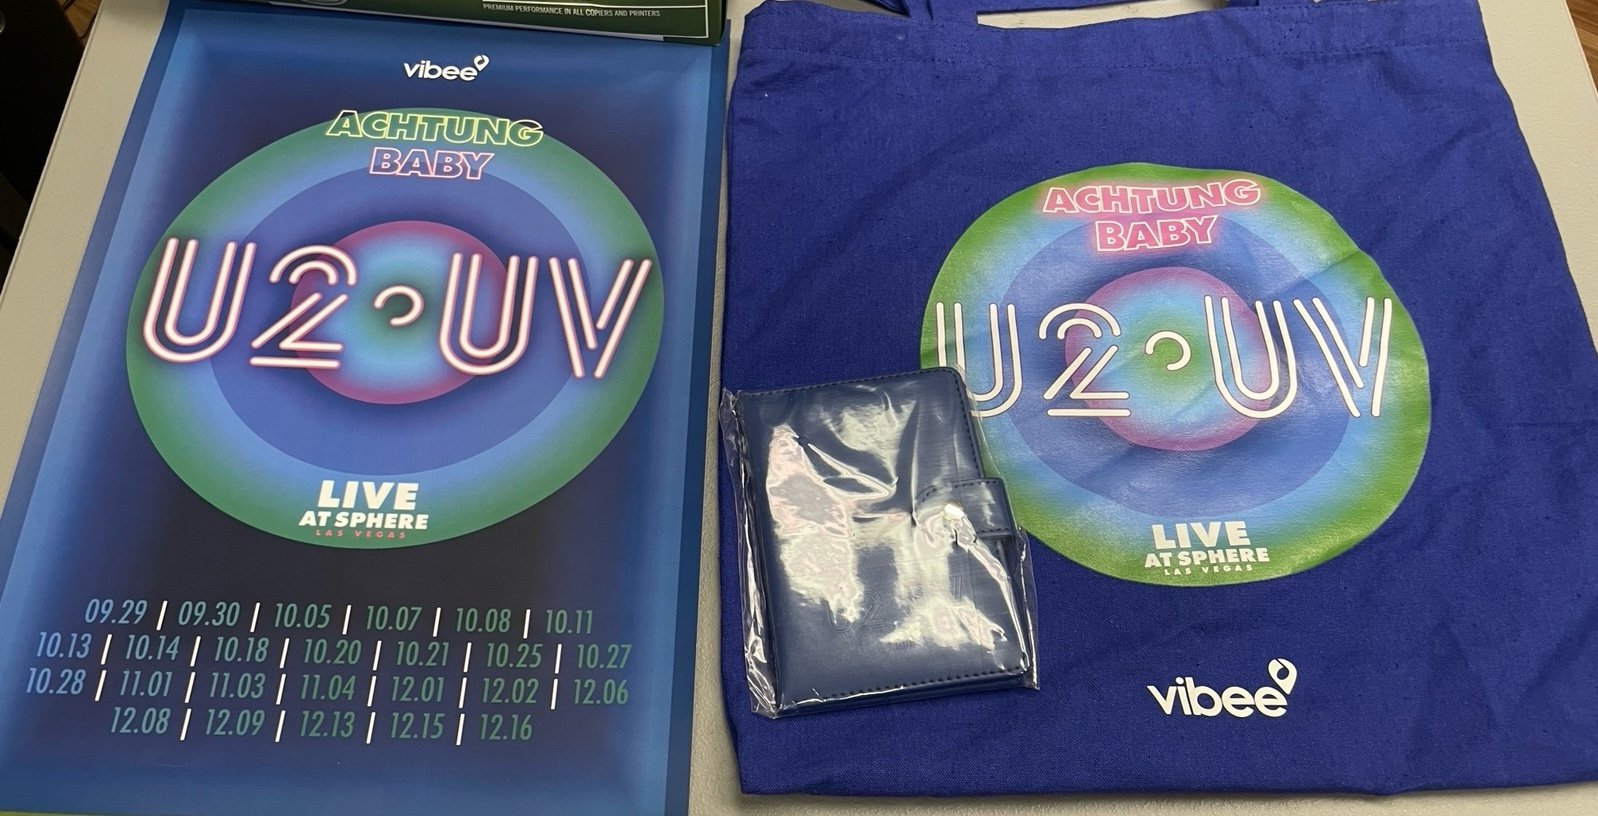 PREMIUM PERFORMANCE IN ALL COPIERS AND PRINTERS
vibee
ACHTUNG
BABY
U2 UV
LIVE
AT SPHERE
LAS VEGAS
09.29 | 09.30 | 10.05 | 10.07 | 10.08 | 10.11
10.13 | 10.14 | 10.18 | 10.20 | 10.21 | 10.25 | 10.27
10.28 | 11.01 | 11.03 | 11.04 | 12.01 | 12.02 | 12.06
12.08 | 12.09 | 12.13 | 12.15 | 12.16
ACHTUNG
BABY
U2 UV
LIVE
AT SPHERE
LAS VEGAS
vibee
U2